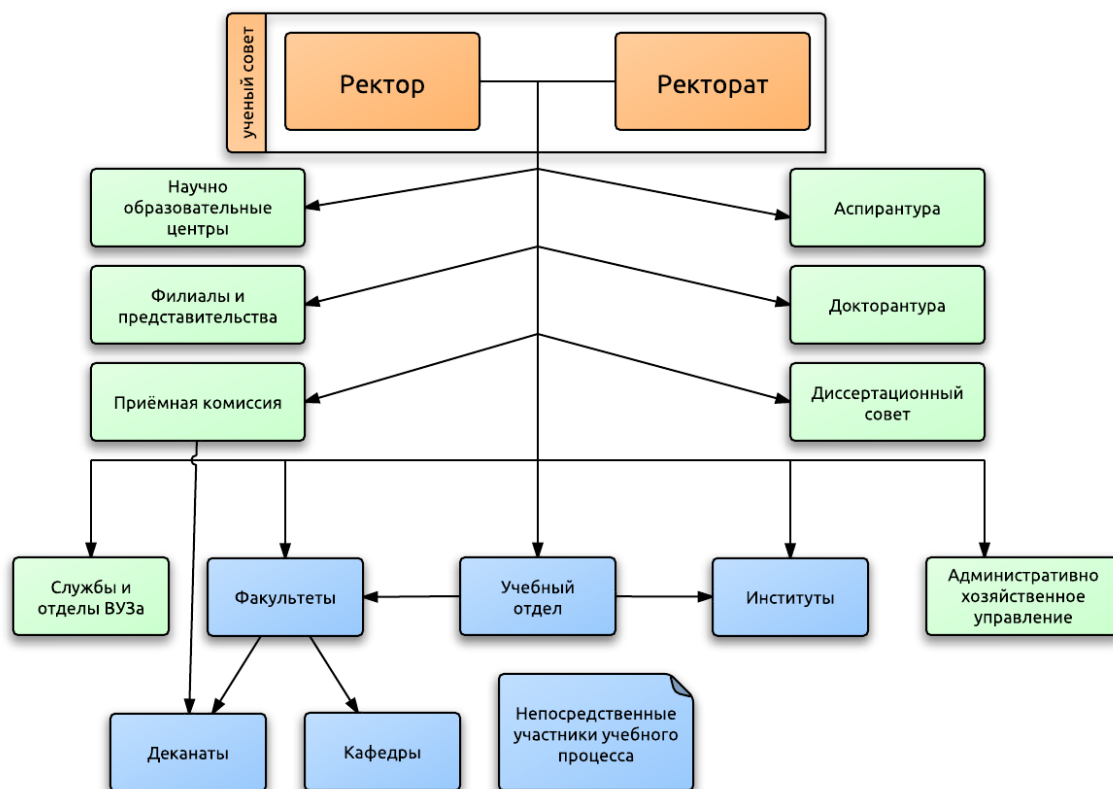 ученый совет
Ректор
Ректорат
Научно
образовательные
центры
Аспирантура
Филиалы и
представительства
Докторантура
Приёмная комиссия
Диссертационный
совет
Службы и
отделы ВУЗа
Факультеты
Учебный
отдел
Институты
Административно
хозяйственное
управление
Деканаты
Кафедры
Непосредственные
участники учебного
процесса